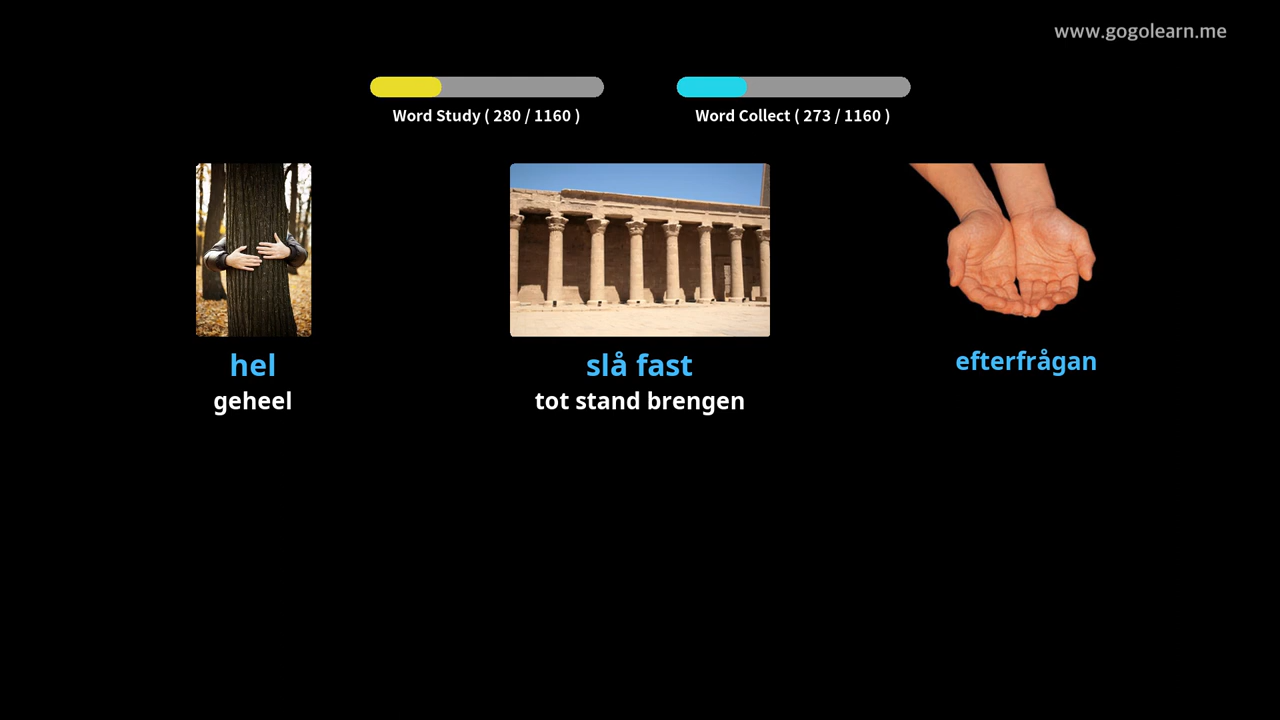 www.gogolearn.me
Word Study ( 280 / 1160 )
Word Collect ( 273 / 1160 )
hel
geheel
slå fast
tot stand brengen
efterfrågan